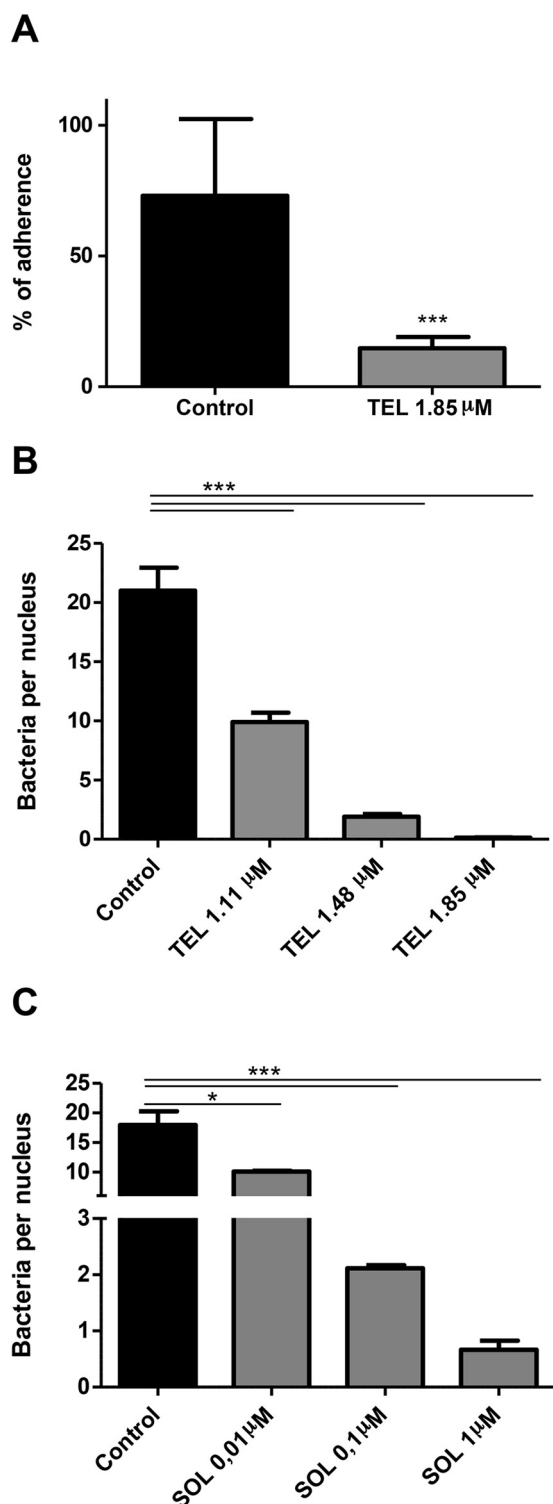 A
100
50
0
% of adherence
***
Control
TEL 1.85 μM
B
***
25
20
15
10
5
0
Bacteria per nucleus
Control
TEL 1.11 μM
TEL 1.48 μM
TEL 1.85 μM
C
***
*
25
20
15
10
3
2
1
0
Bacteria per nucleus
Control
SOL 0,01μM
SOL 0,1μM
SOL 1μM